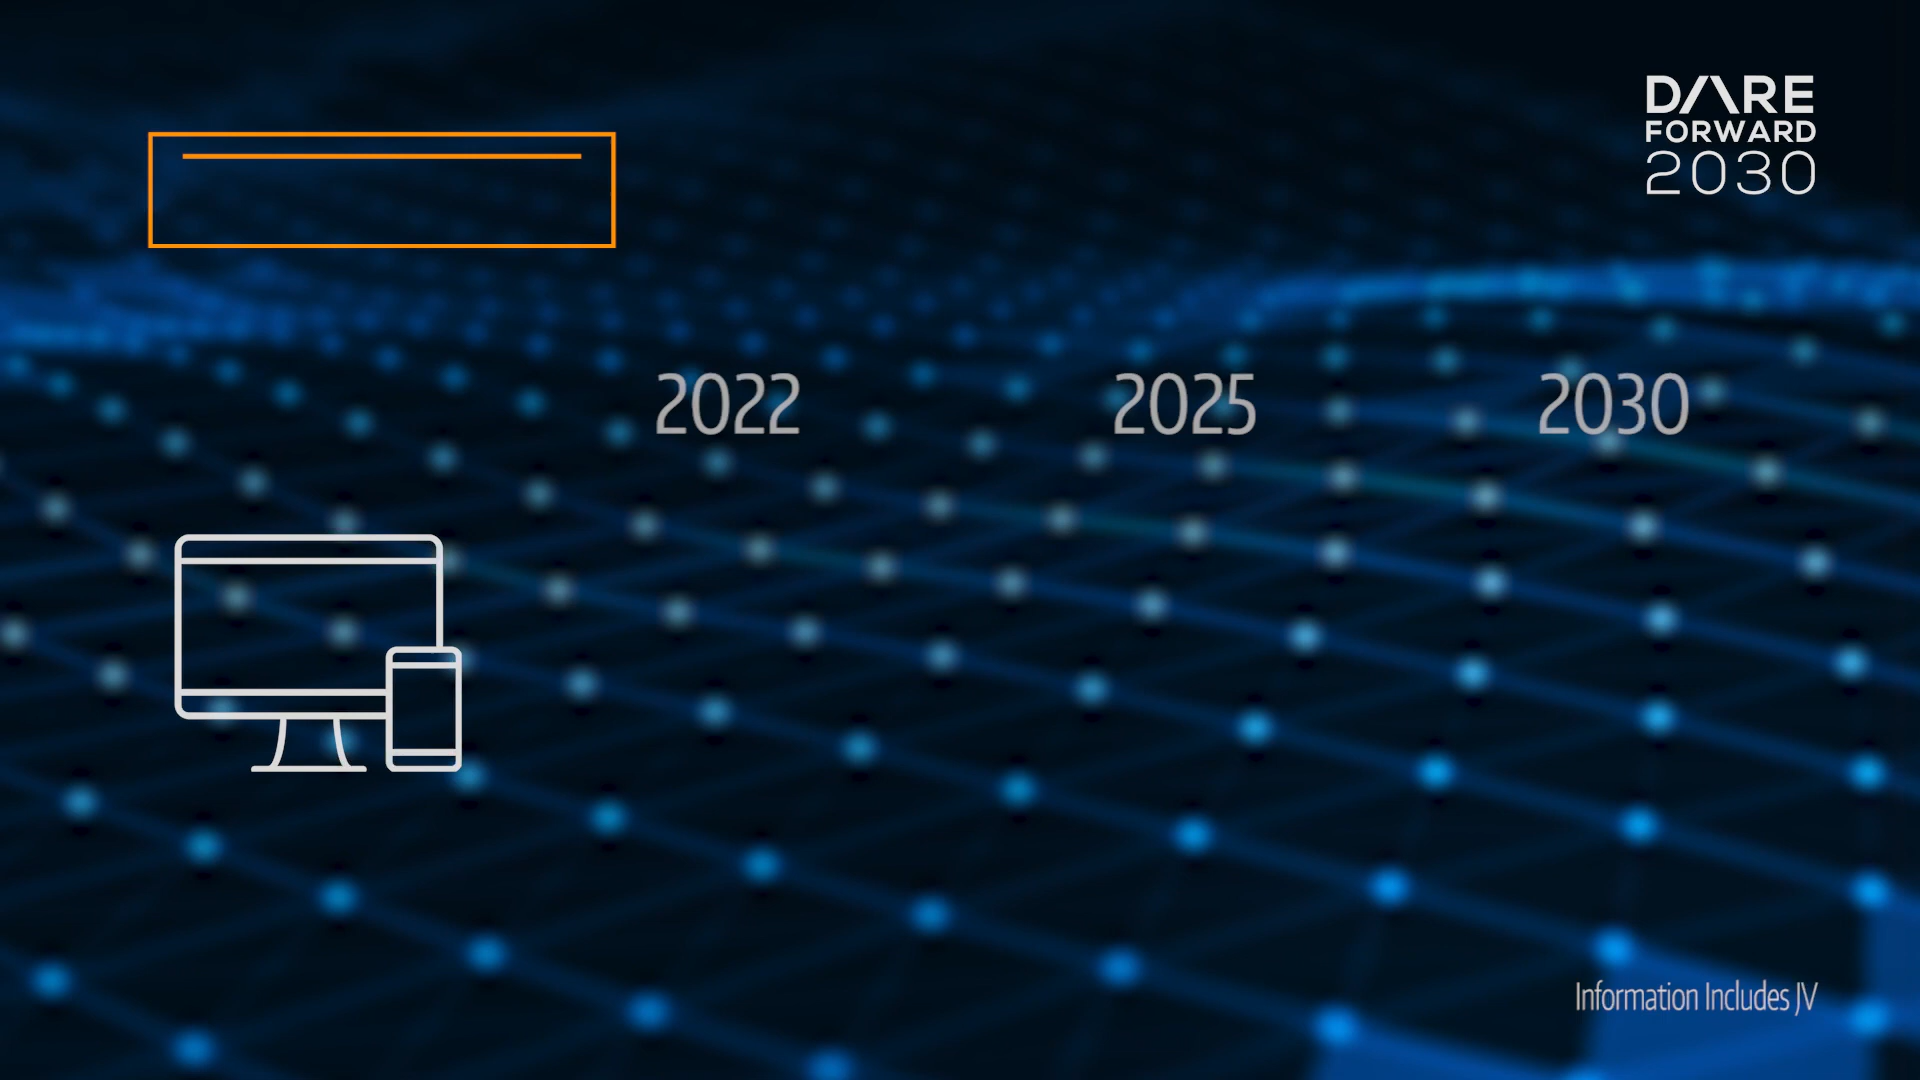 DARE
FORWARD
2030
2022 2025 2030
Information Includes JV